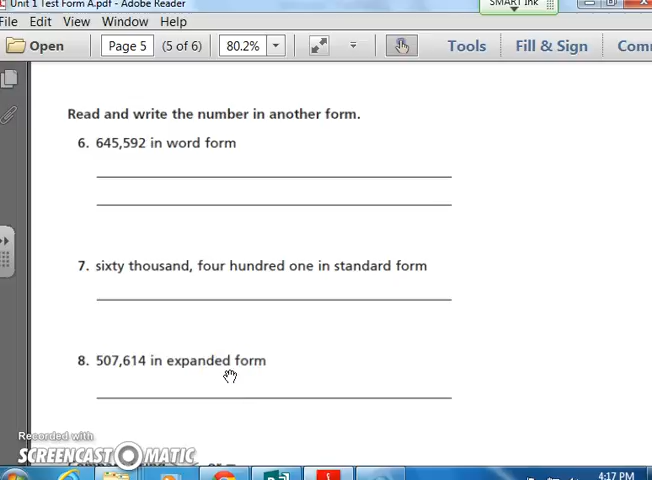 Unit 1 Test Form A.pdf - Adobe Reader
SMART Ink
File Edit View Window Help
Open Page 5 (5 of 6) 80.2% Tools Fill & Sign
Read and write the number in another form.
6. 645,592 in word form
7. sixty thousand, four hundred one in standard form
8. 507,614 in expanded form
Recorded with
SCREENCAST MATIC
4:17 PM